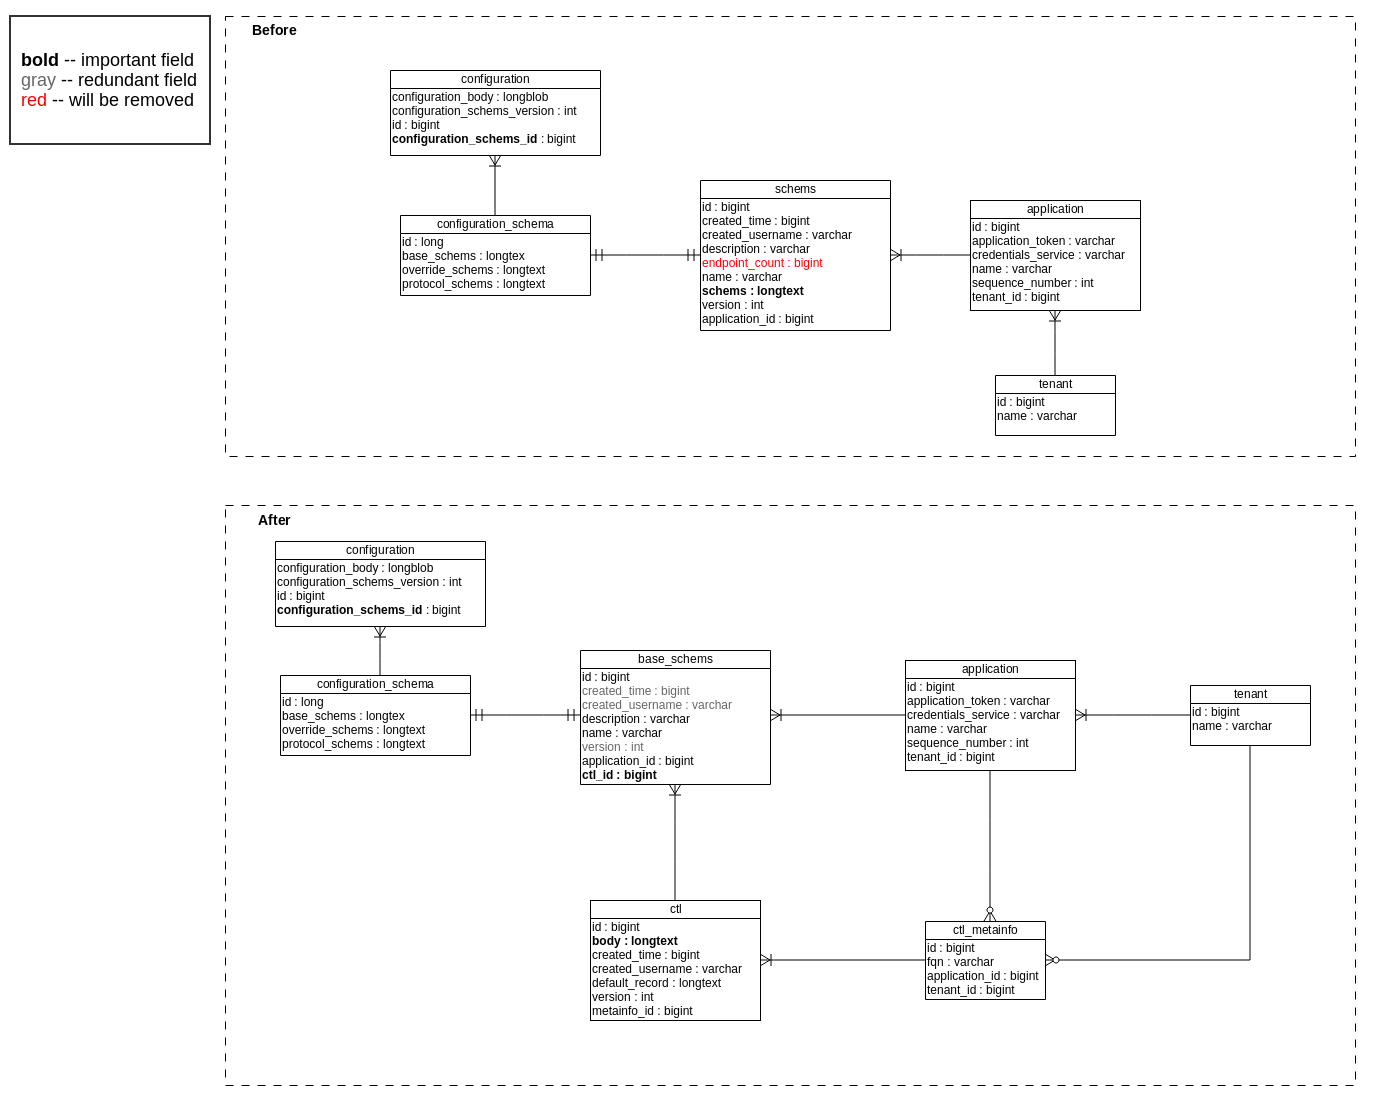 bold -- important field
gray -- redundant field
red -- will be removed
Before
configuration
configuration_body : longblob
configuration_schems_version : int
id : bigint
configuration_schems_id : bigint
configuration_schema
id : long
base_schems : longtex
override_schems : longtext
protocol_schems : longtext
schems
id : bigint
created_time : bigint
created_username : varchar
description : varchar
endpoint_count : bigint
name : varchar
schems : longtext
version : int
application_id : bigint
application
id : bigint
application_token : varchar
credentials_service : varchar
name : varchar
sequence_number : int
tenant_id : bigint
tenant
id : bigint
name : varchar
After
configuration
configuration_body : longblob
configuration_schems_version : int
id : bigint
configuration_schems_id : bigint
configuration_schema
id : long
base_schems : longtex
override_schems : longtext
protocol_schems : longtext
base_schems
id : bigint
created_time : bigint
created_username : varchar
description : varchar
name : varchar
version : int
application_id : bigint
ctl_id : bigint
application
id : bigint
application_token : varchar
credentials_service : varchar
name : varchar
sequence_number : int
tenant_id : bigint
tenant
id : bigint
name : varchar
ctl
id : bigint
body : longtext
created_time : bigint
created_username : varchar
default_record : longtext
version : int
metainfo_id : bigint
ctl_metainfo
id : bigint
fqn : varchar
application_id : bigint
tenant_id : bigint